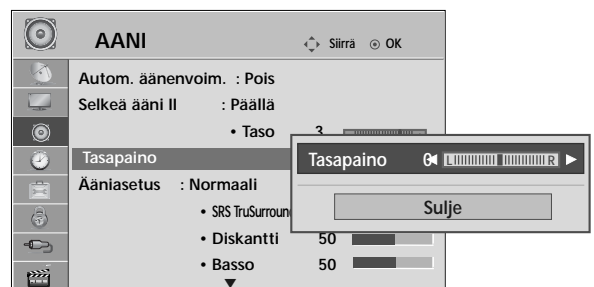 AANI Siirrä OK
Autom. äänenvoim. : Pois
Selkeä ääni II : Päällä
• Taso 3
Tasapaino
Ääniasetus : Normaali
• SRS TruSurround
• Diskantti 50
• Basso 50
Tasapaino 0 L R
Sulje